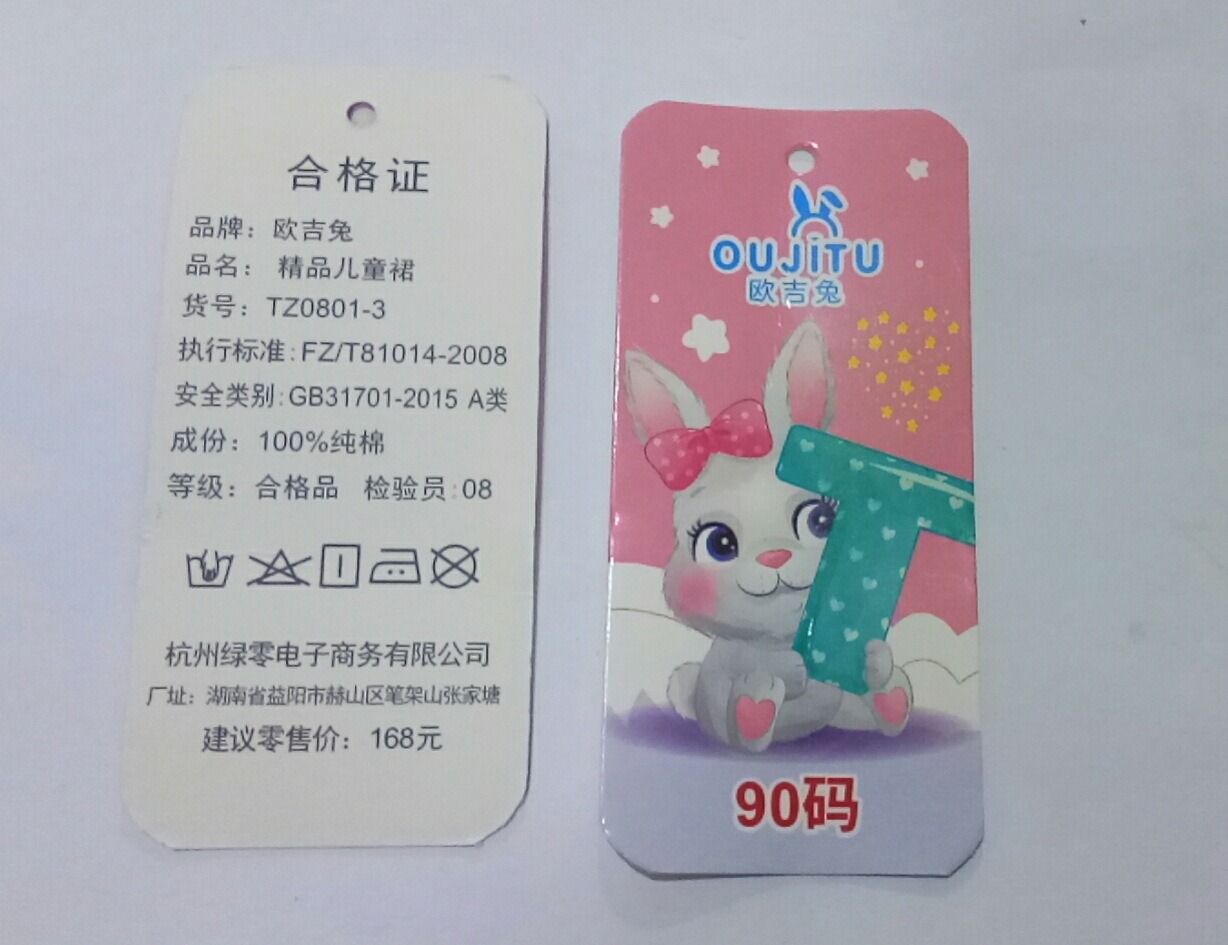 合格证
品牌：欧吉兔
品名： 精品儿童裙
货号：TZ0801-3
执行标准:FZ/T81014-2008
安全类别:GB31701-2015 A类
成份：100%纯棉
等级：合格品 检验员:08
杭州绿零电子商务有限公司
厂址：湖南省益阳市赫山区笔架山张家塘
建议零售价：168元
OUJiTU
欧吉兔
T
90码